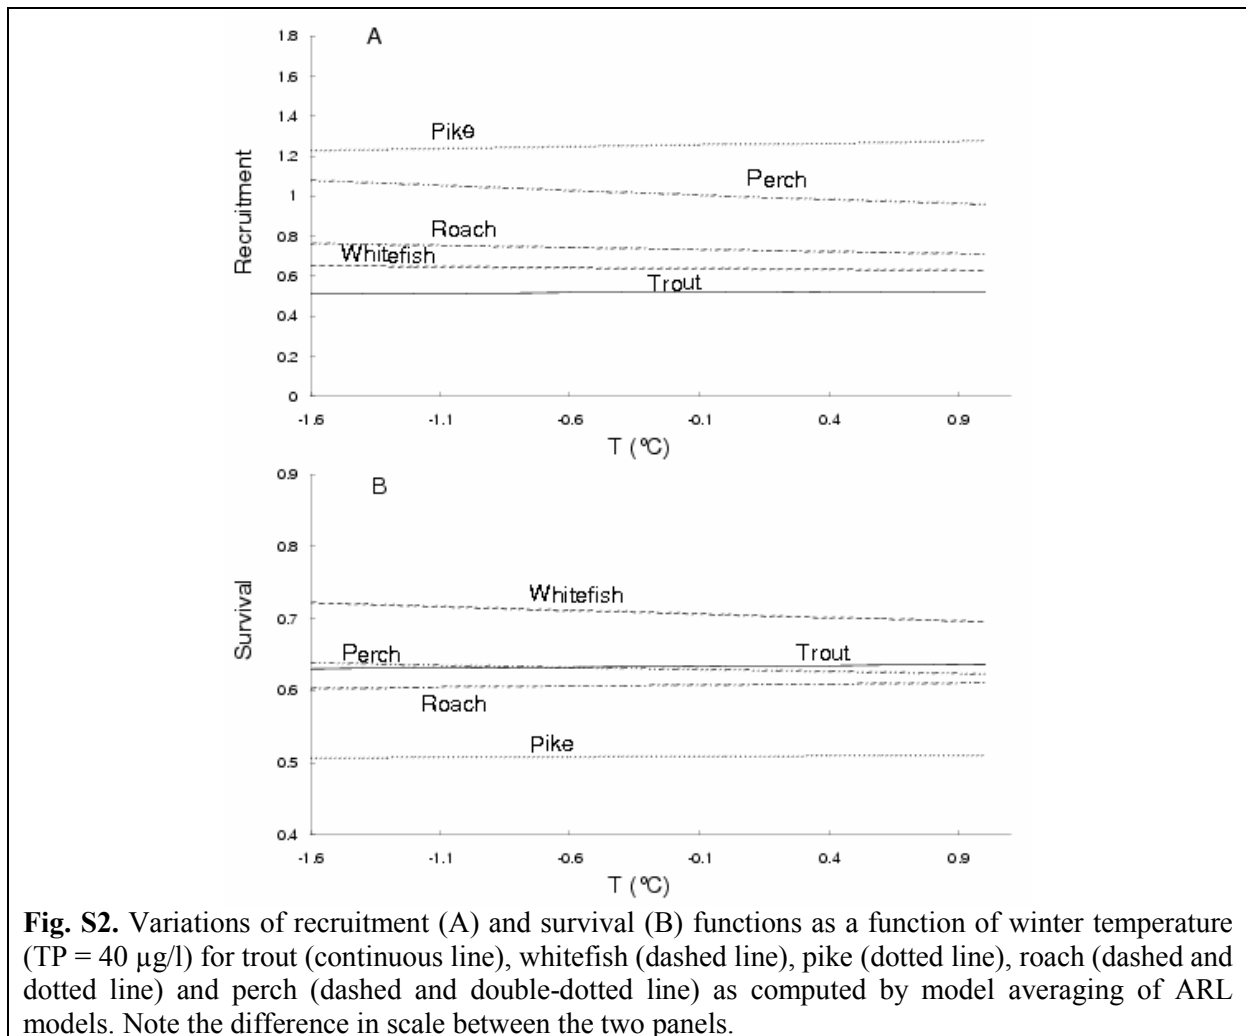 A
1.8
1.6
1.4
1.2
1
0.8
0.6
0.4
0.2
0
Recruitment
Pike
Perch
Roach
Whitefish
Trout
-1.6 -1.1 -0.6 -0.1 0.4 0.9
T (ºC)
B
0.9
0.8
0.7
0.6
0.5
0.4
Survival
Whitefish
Perch
Trout
Roach
Pike
-1.6 -1.1 -0.6 -0.1 0.4 0.9
T (ºC)
Fig. S2. Variations of recruitment (A) and survival (B) functions as a function of winter temperature
(TP = 40 µg/l) for trout (continuous line), whitefish (dashed line), pike (dotted line), roach (dashed and
dotted line) and perch (dashed and double-dotted line) as computed by model averaging of ARL
models. Note the difference in scale between the two panels.